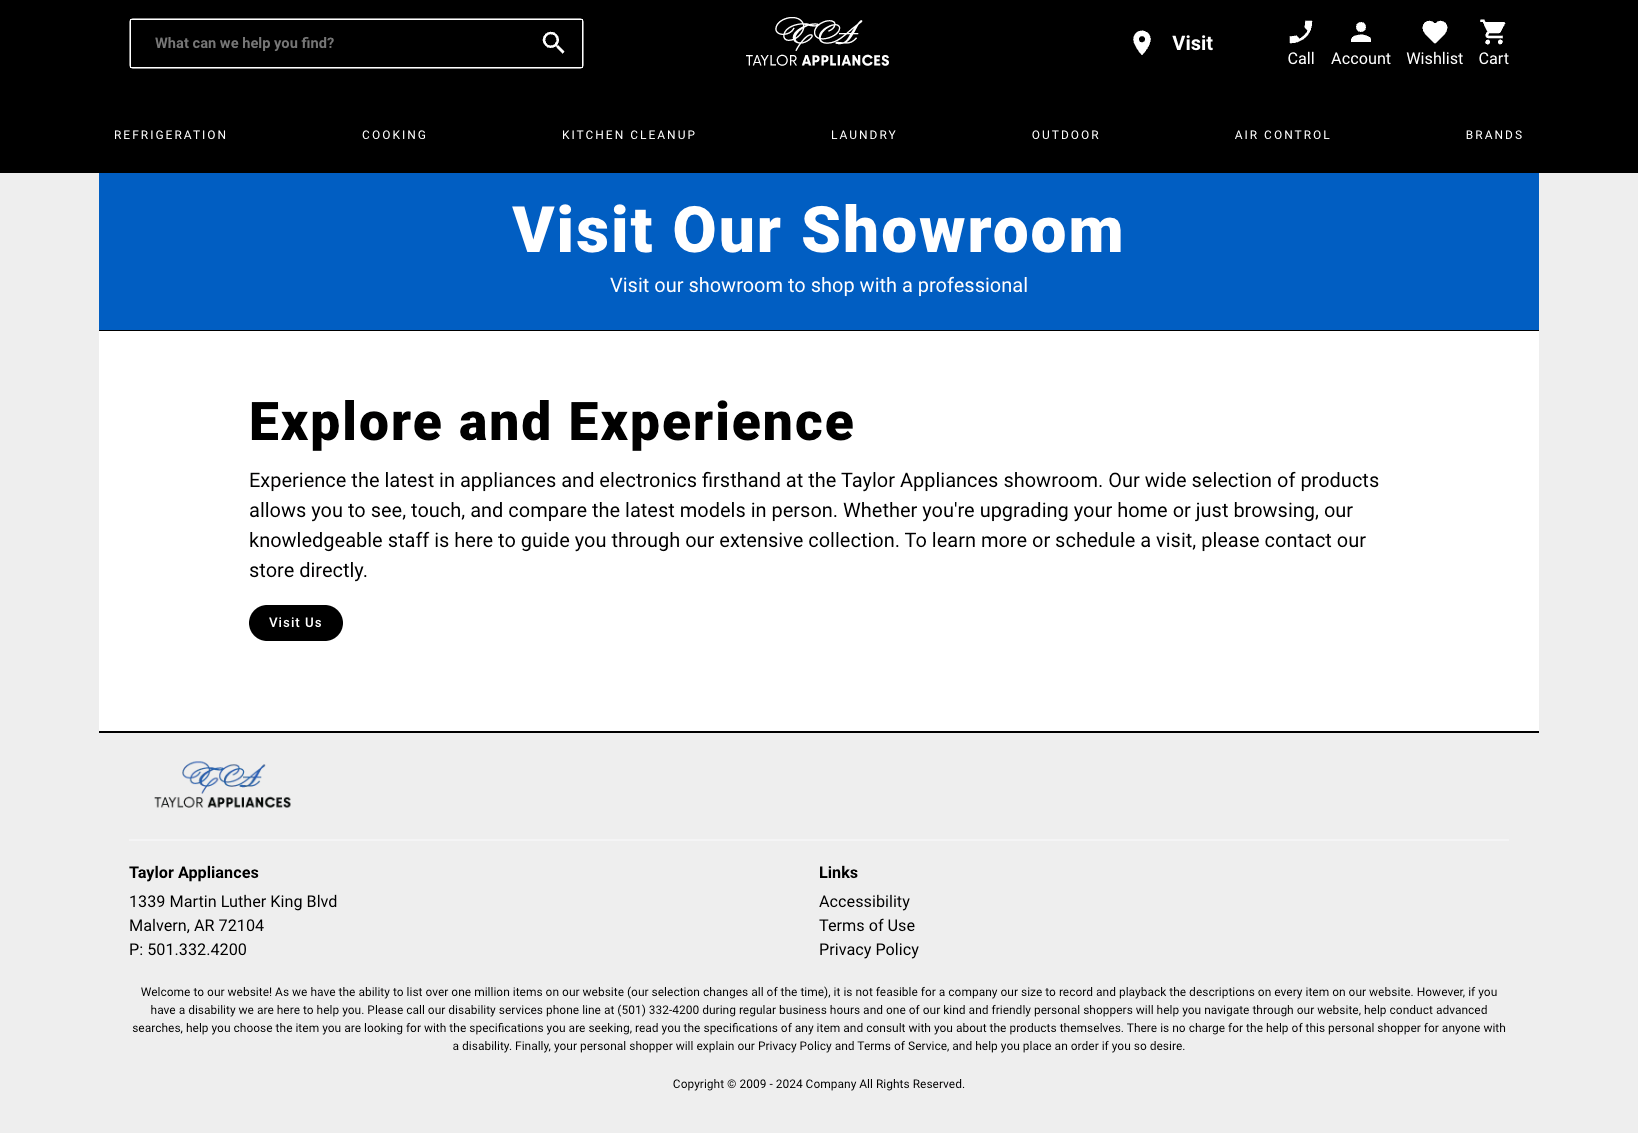 What can we help you find?
TCA
TAYLOR APPLIANCES
Visit
Call
Account
Wishlist
Cart
REFRIGERATION
COOKING
KITCHEN CLEANUP
LAUNDRY
OUTDOOR
AIR CONTROL
BRANDS
Visit Our Showroom
Visit our showroom to shop with a professional
Explore and Experience
Experience the latest in appliances and electronics firsthand at the Taylor Appliances showroom. Our wide selection of products
allows you to see, touch, and compare the latest models in person. Whether you're upgrading your home or just browsing, our
knowledgeable staff is here to guide you through our extensive collection. To learn more or schedule a visit, please contact our
store directly.
Visit Us
TCA
TAYLOR APPLIANCES
Taylor Appliances
1339 Martin Luther King Blvd
Malvern, AR 72104
P: 501.332.4200
Links
Accessibility
Terms of Use
Privacy Policy
Welcome to our website! As we have the ability to list over one million items on our website (our selection changes all of the time), it is not feasible for a company our size to record and playback the descriptions on every item on our website. However, if you
have a disability we are here to help you. Please call our disability services phone line at (501) 332-4200 during regular business hours and one of our kind and friendly personal shoppers will help you navigate through our website, help conduct advanced
searches, help you choose the item you are looking for with the specifications you are seeking, read you the specifications of any item and consult with you about the products themselves. There is no charge for the help of this personal shopper for anyone with
a disability. Finally, your personal shopper will explain our Privacy Policy and Terms of Service, and help you place an order if you so desire.
Copyright © 2009 - 2024 Company All Rights Reserved.